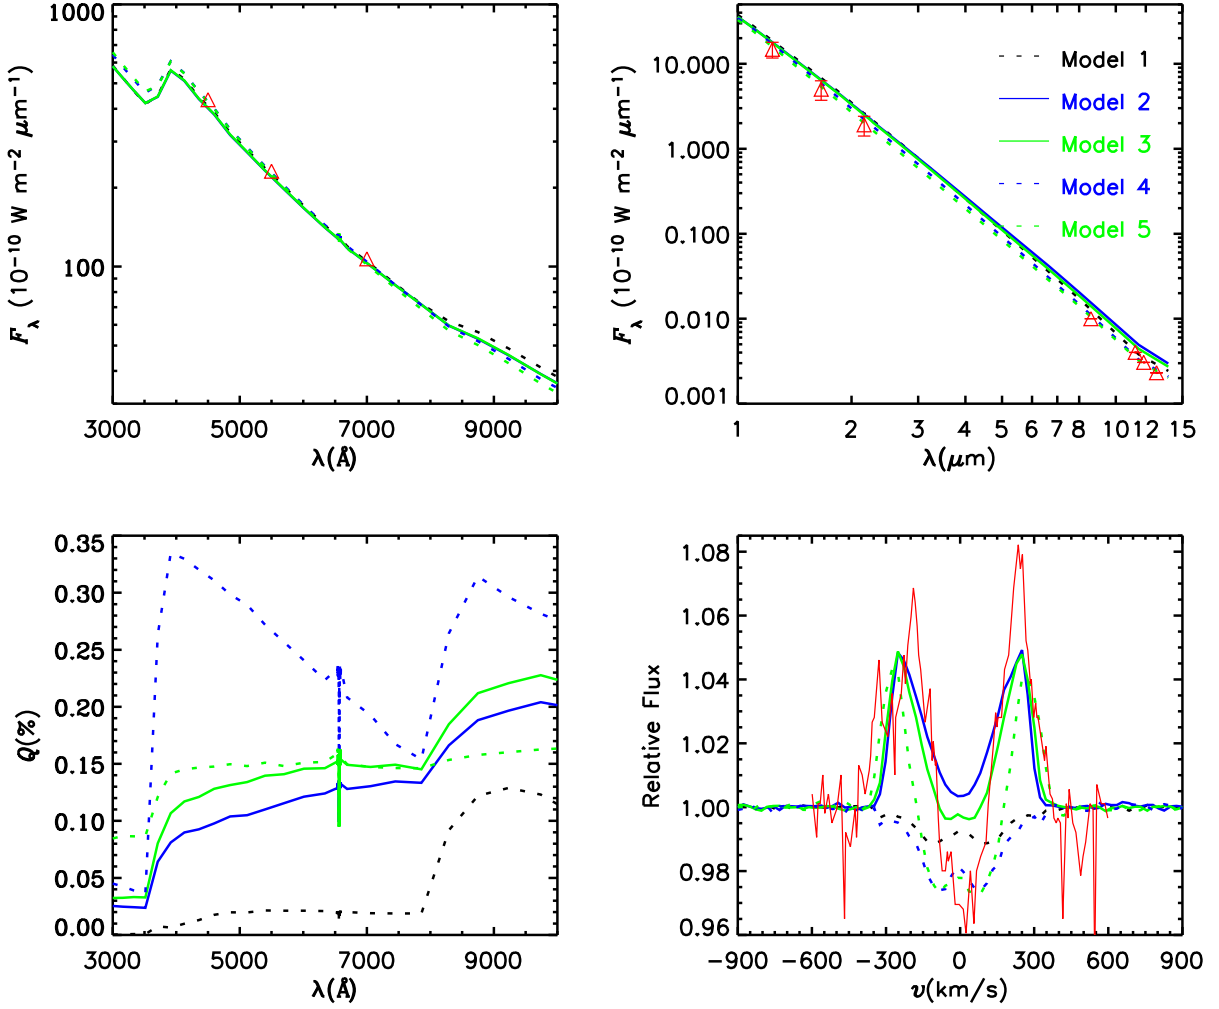 1000
100
F_λ (10⁻¹⁰ W m⁻² μm⁻¹)
3000 5000 7000 9000
λ(Å)
10.000
1.000
0.100
0.010
0.001
F_λ (10⁻¹⁰ W m⁻² μm⁻¹)
Model 1
Model 2
Model 3
Model 4
Model 5
1 2 3 4 5 6 7 8 10 12 15
λ(μm)
0.35
0.30
0.25
0.20
0.15
0.10
0.05
0.00
Q(%)
3000 5000 7000 9000
λ(Å)
1.08
1.06
1.04
1.02
1.00
0.98
0.96
Relative Flux
-900 -600 -300 0 300 600 900
υ(km/s)